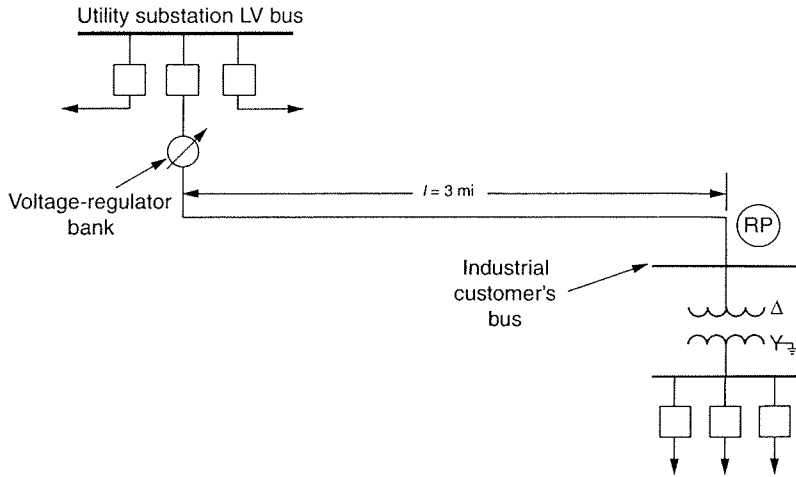 Utility substation LV bus
Voltage-regulator
bank
l = 3 mi
RP
Industrial
customer's
bus
Δ
Y